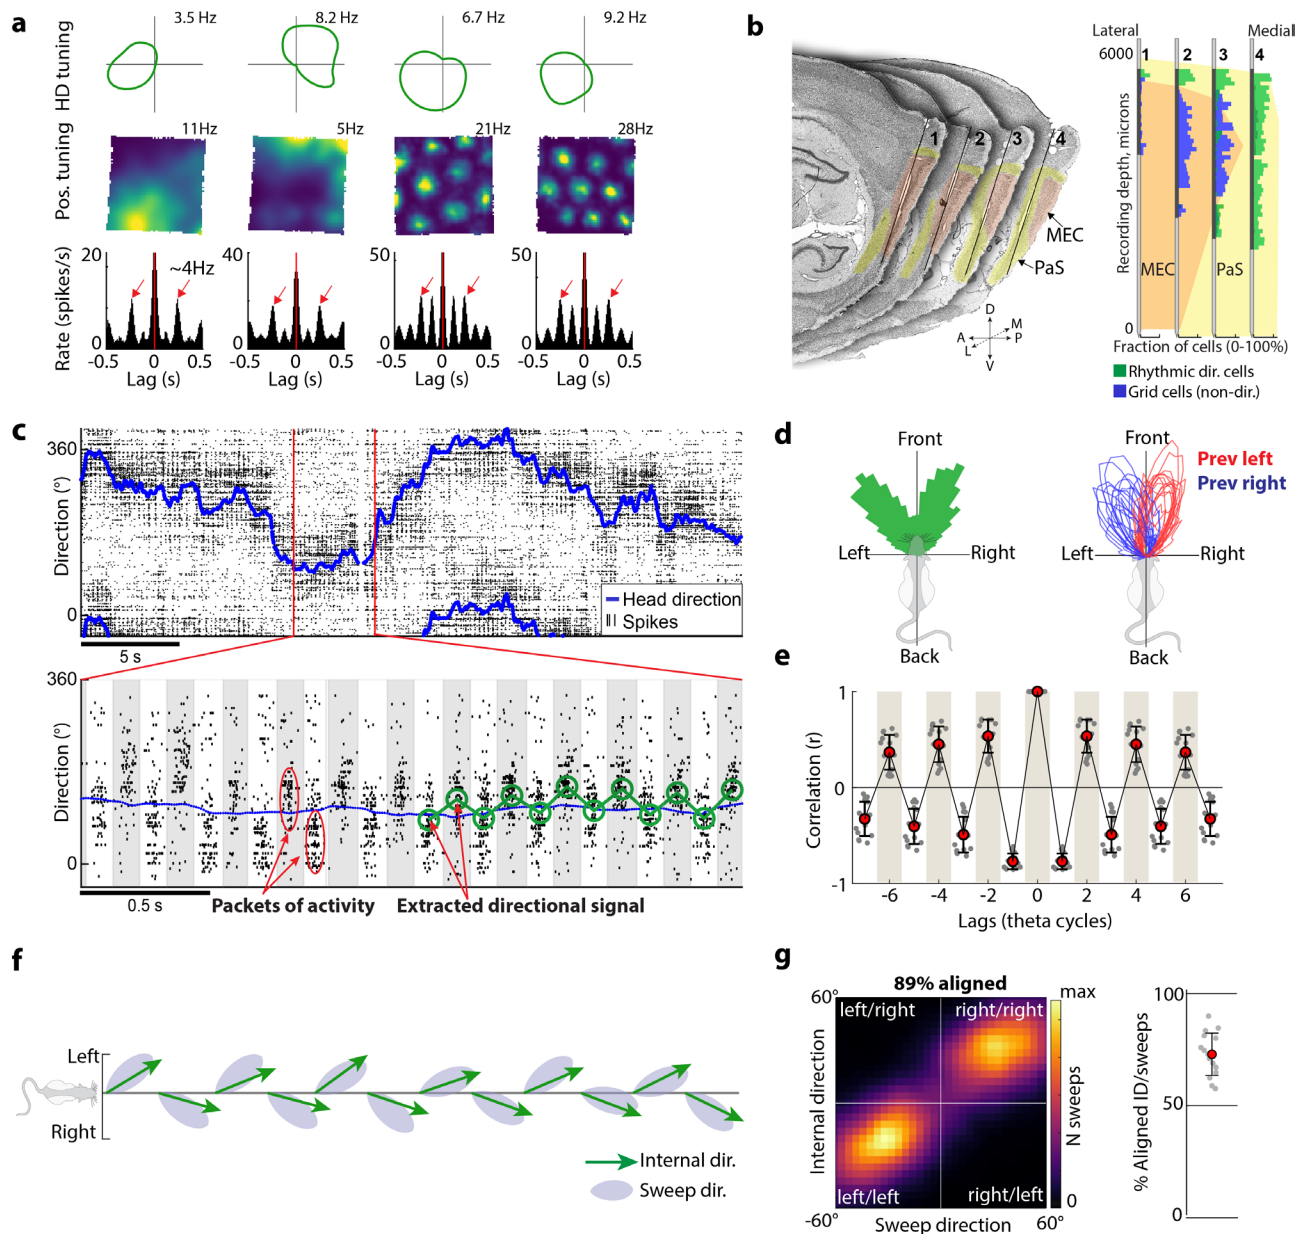 a
3.5 Hz
8.2 Hz
6.7 Hz
9.2 Hz
HD tuning
11Hz
5Hz
21Hz
28Hz
Pos. tuning
Rate (spikes/s)
20
0
~4Hz
40
0
50
0
50
0
-0.5 0 0.5
-0.5 0 0.5
-0.5 0 0.5
-0.5 0 0.5
Lag (s)
Lag (s)
Lag (s)
Lag (s)
b
1
2
3
4
MEC
PaS
D
M
A
P
L
V
Lateral
Medial
6000
1
2
3
4
Recording depth, microns
MEC
PaS
0
Fraction of cells (0-100%)
Rhythmic dir. cells
Grid cells (non-dir.)
c
360
Direction (°)
0
Head direction
Spikes
5 s
360
Direction (°)
0
0.5 s
Packets of activity
Extracted directional signal
d
Front
Left
Right
Back
Front
Prev left
Prev right
Left
Right
Back
e
1
Correlation (r)
0
-1
-6 -4 -2 0 2 4 6
Lags (theta cycles)
f
Left
Right
Internal dir.
Sweep dir.
g
89% aligned
60°
left/right
right/right
Internal direction
left/left
right/left
-60°
Sweep direction
60°
max
N sweeps
0
100
% Aligned ID/sweeps
50
0